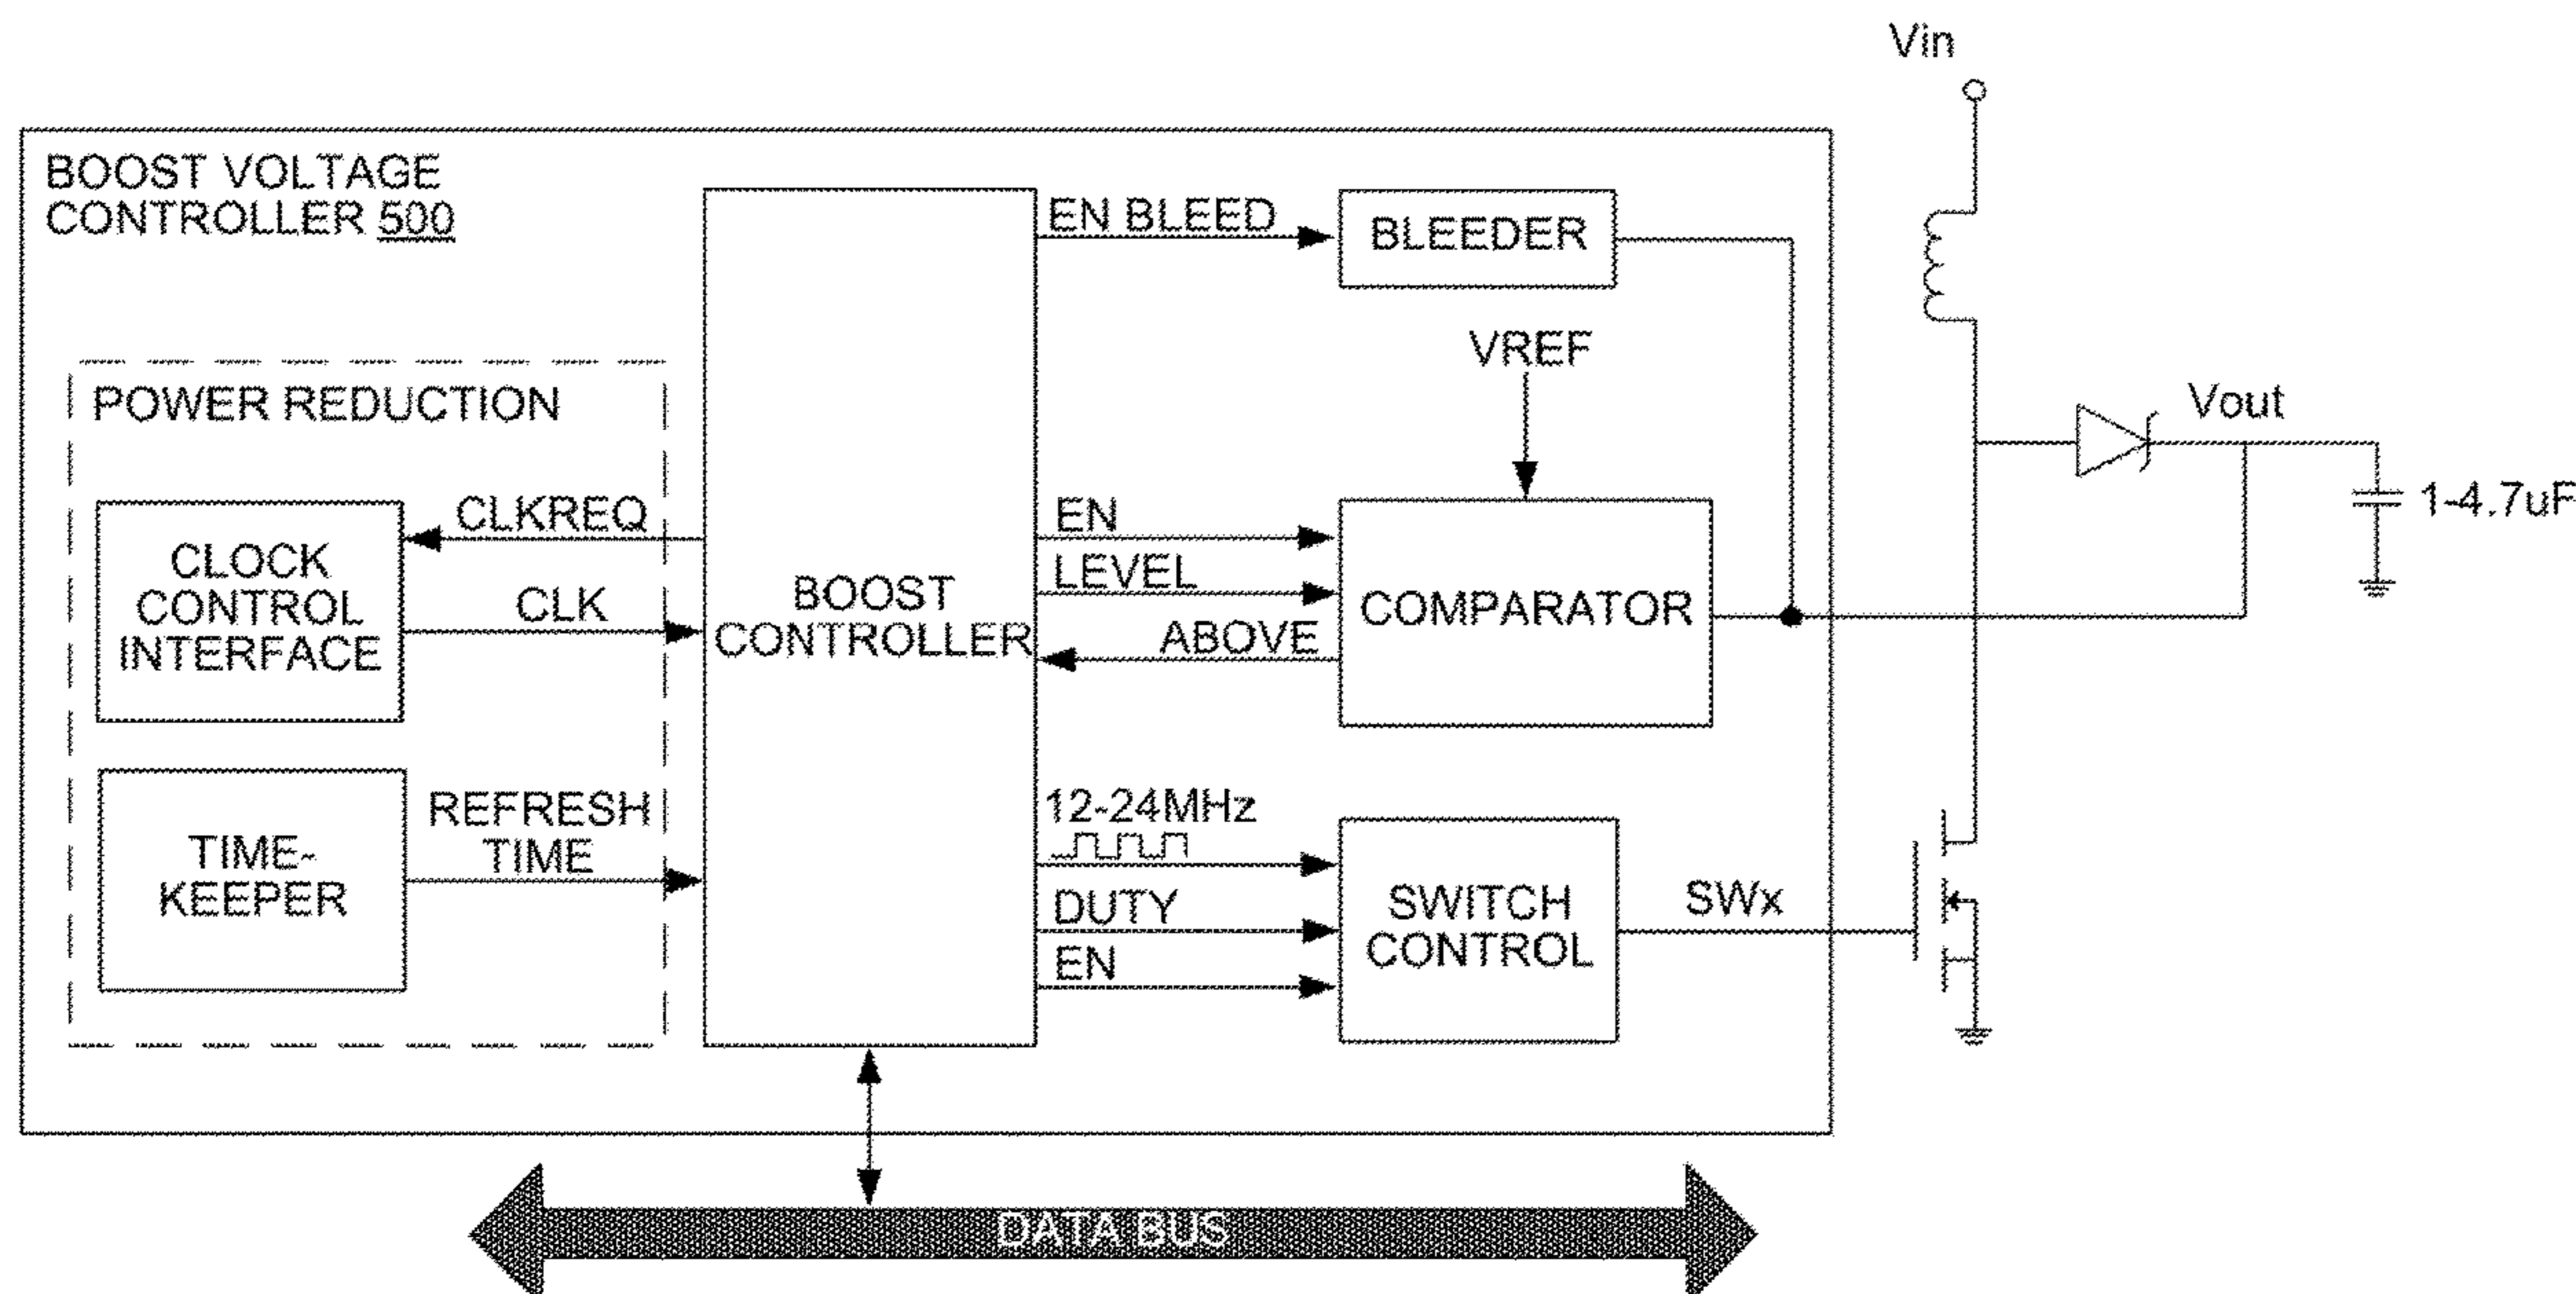 Vin
BOOST VOLTAGE
CONTROLLER 500
EN BLEED
BLEEDER
VREF
POWER REDUCTION
Vout
CLKREQ
CLOCK
CONTROL
INTERFACE
CLK
BOOST
CONTROLLER
EN
LEVEL
ABOVE
COMPARATOR
1-4.7uF
TIME-
KEEPER
REFRESH
TIME
12-24MHz
DUTY
EN
SWITCH
CONTROL
SWx
DATA BUS